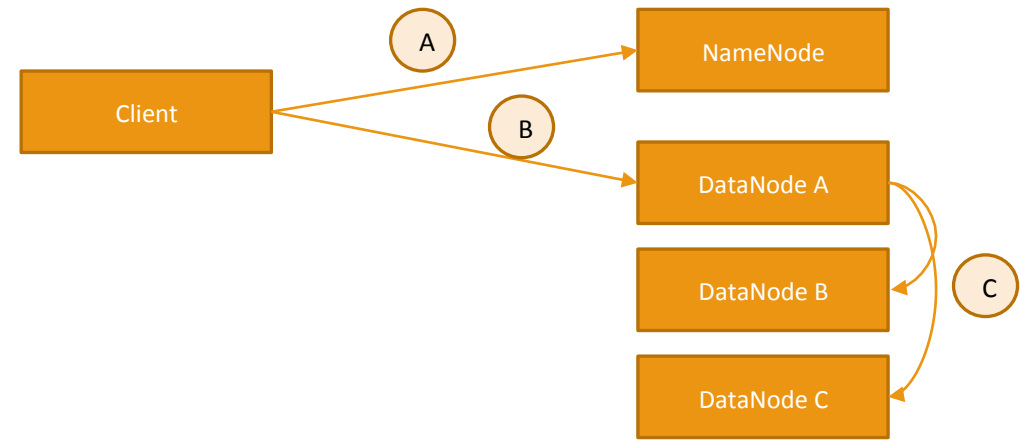 A
NameNode
Client
B
DataNode A
DataNode B
C
DataNode C